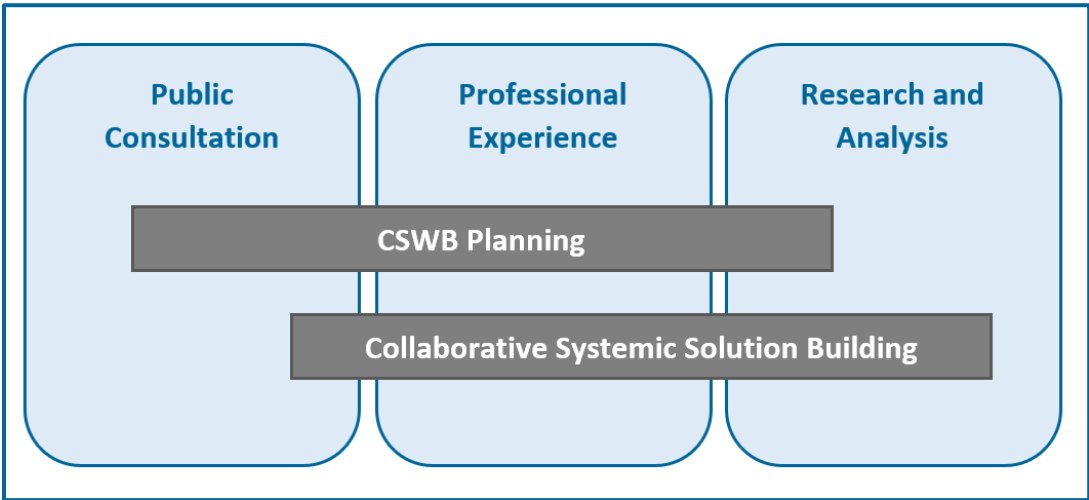 Public
Consultation
Professional
Experience
Research and
Analysis
CSWB Planning
Collaborative Systemic Solution Building